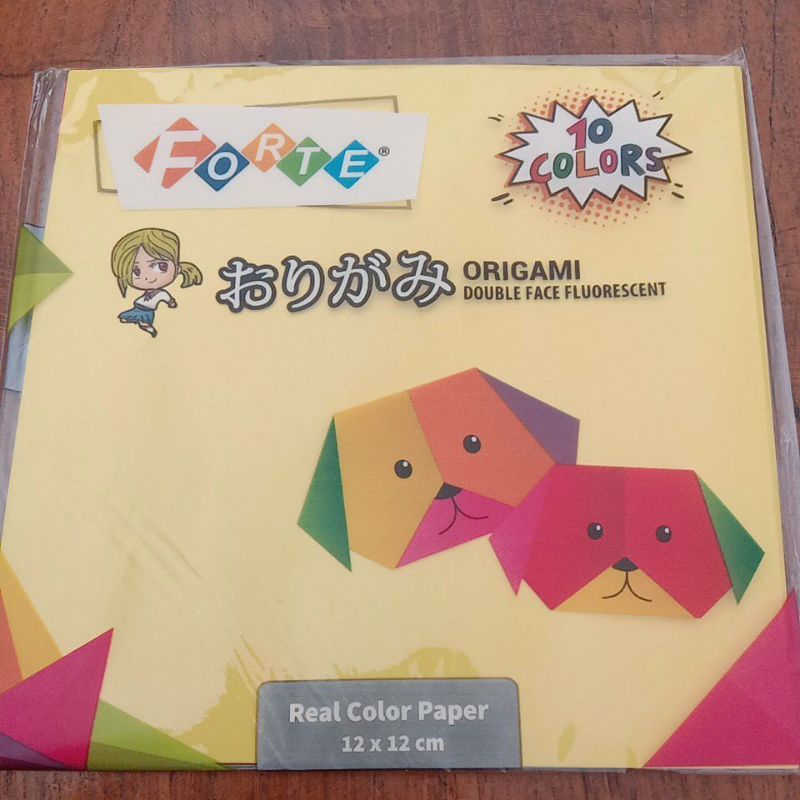 FORTE®
10
COLORS
おりがみ
ORIGAMI
DOUBLE FACE FLUORESCENT
Real Color Paper
12 x 12 cm